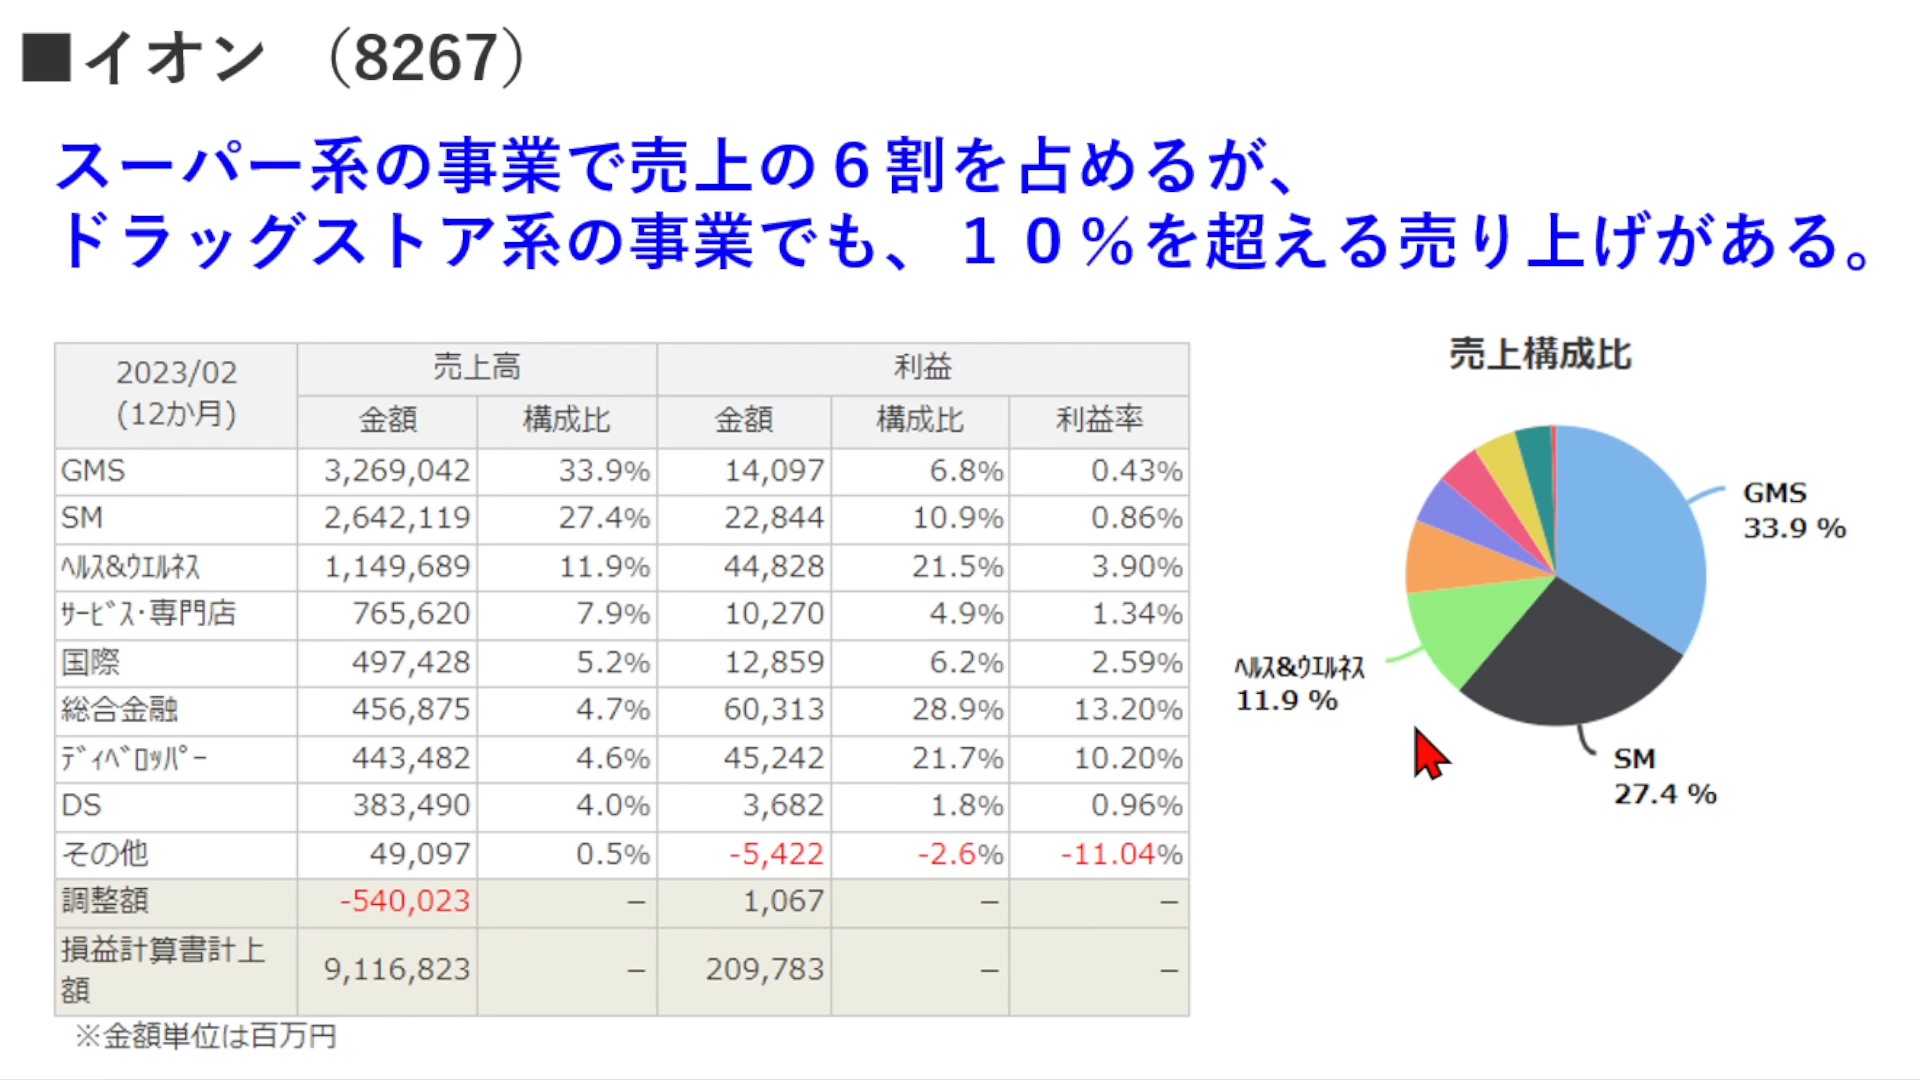 ■イオン （8267）
スーパー系の事業で売上の６割を占めるが、
ドラッグストア系の事業でも、１０％を超える売り上げがある。
2023/02
(12か月)
売上高 利益
金額 構成比 金額 構成比 利益率
GMS 3,269,042 33.9% 14,097 6.8% 0.43%
SM 2,642,119 27.4% 22,844 10.9% 0.86%
ﾍﾙｽ&ｳｴﾙﾈｽ 1,149,689 11.9% 44,828 21.5% 3.90%
ｻｰﾋﾞｽ･専門店 765,620 7.9% 10,270 4.9% 1.34%
国際 497,428 5.2% 12,859 6.2% 2.59%
総合金融 456,875 4.7% 60,313 28.9% 13.20%
ﾃﾞｨﾍﾞﾛｯﾊﾟｰ 443,482 4.6% 45,242 21.7% 10.20%
DS 383,490 4.0% 3,682 1.8% 0.96%
その他 49,097 0.5% -5,422 -2.6% -11.04%
調整額 -540,023 – 1,067 – –
損益計算書計上
額 9,116,823 – 209,783 – –
※金額単位は百万円
売上構成比
GMS
33.9 %
ﾍﾙｽ&ｳｴﾙﾈｽ
11.9 %
SM
27.4 %